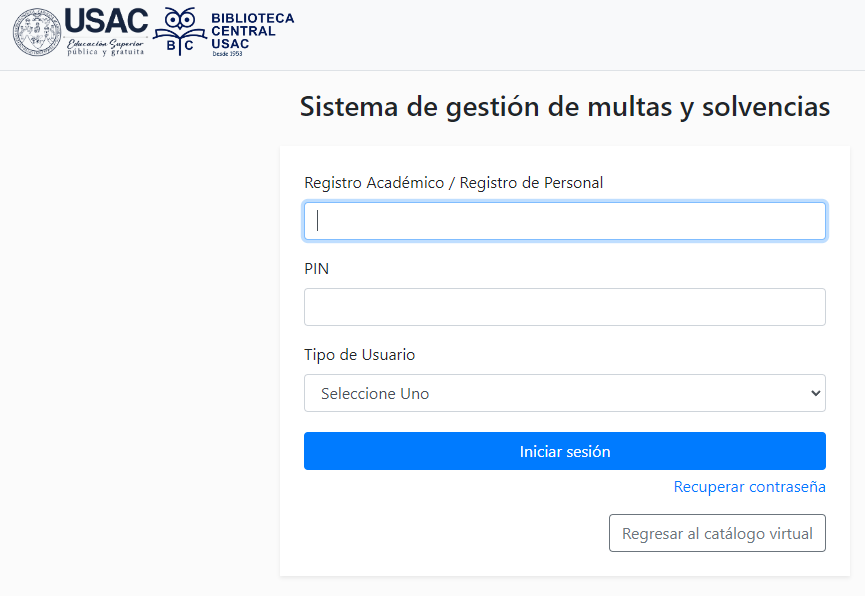 USAC
Educación Superior
pública y gratuita
B C
BIBLIOTECA
CENTRAL
USAC
Desde 1953
Sistema de gestión de multas y solvencias
Registro Académico / Registro de Personal
PIN
Tipo de Usuario
Seleccione Uno
Iniciar sesión
Recuperar contraseña
Regresar al catálogo virtual